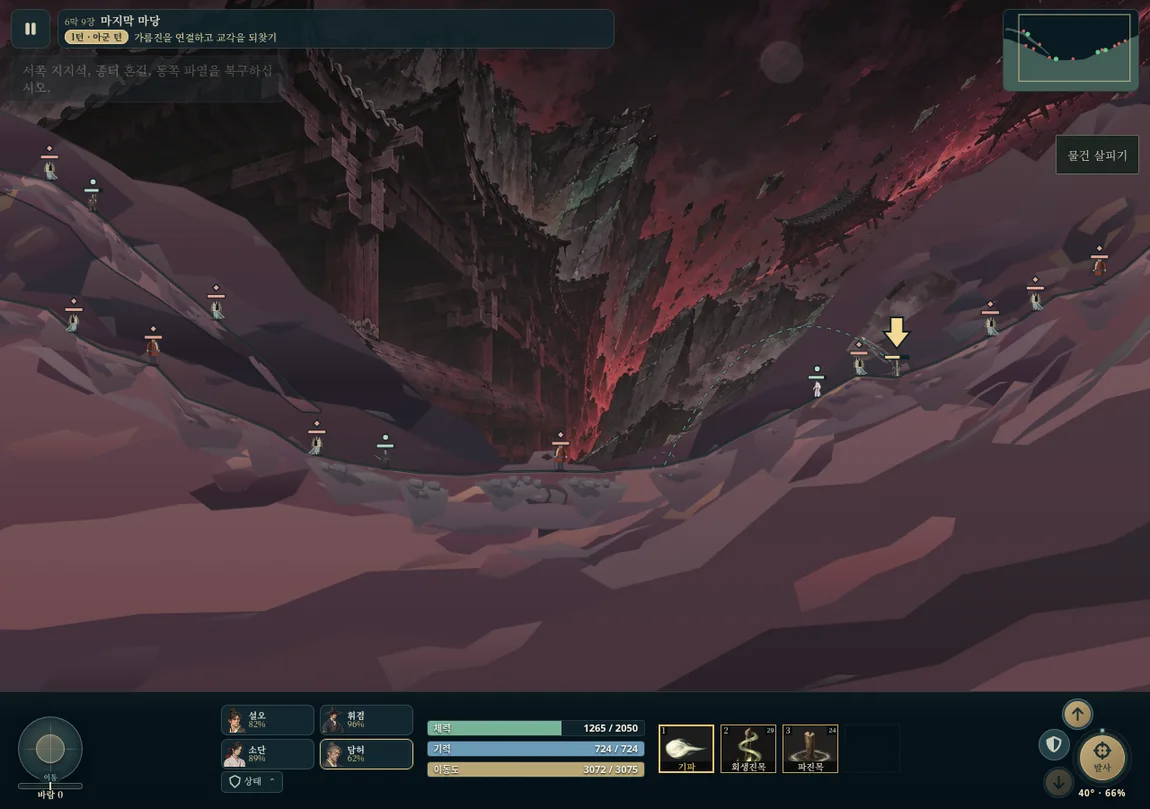 6막 9장 마지막 마당
1턴 · 아군 턴 가름진을 연결하고 교각을 되찾기
서쪽 지지석, 종터 혼길, 동쪽 파열을 복구하십
시오.
물건 살피기
이동
바람 0
설오
82%
휘겸
96%
소단
89%
담허
62%
상태
체력 1265 / 2050
기력 724 / 724
이동도 3072 / 3075
1 기파
29 회생진목
3 24 파진목
발사
40° · 66%